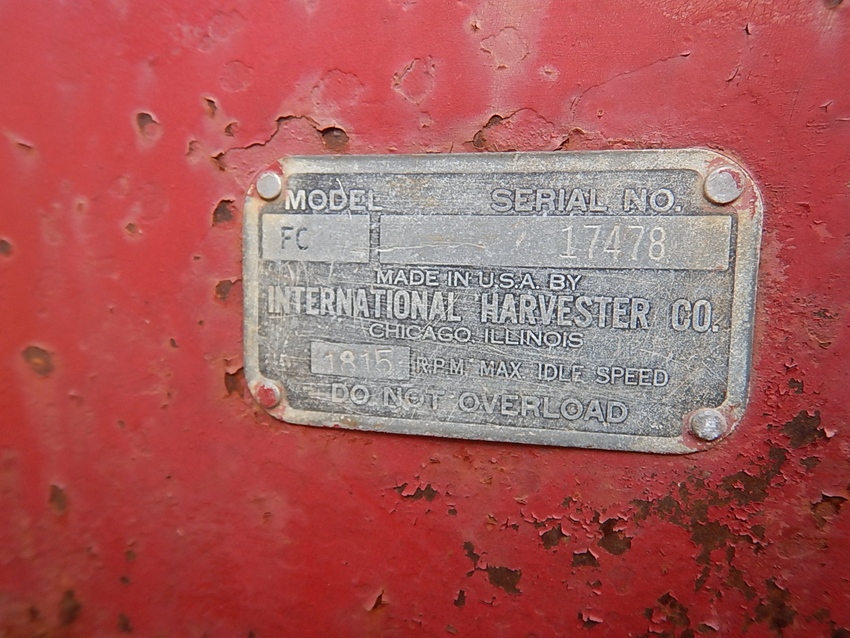 MODEL SERIAL NO.
FC 17478
MADE IN U.S.A. BY
INTERNATIONAL HARVESTER CO.
CHICAGO, ILLINOIS
1815 R.P.M. MAX. IDLE SPEED
DO NOT OVERLOAD